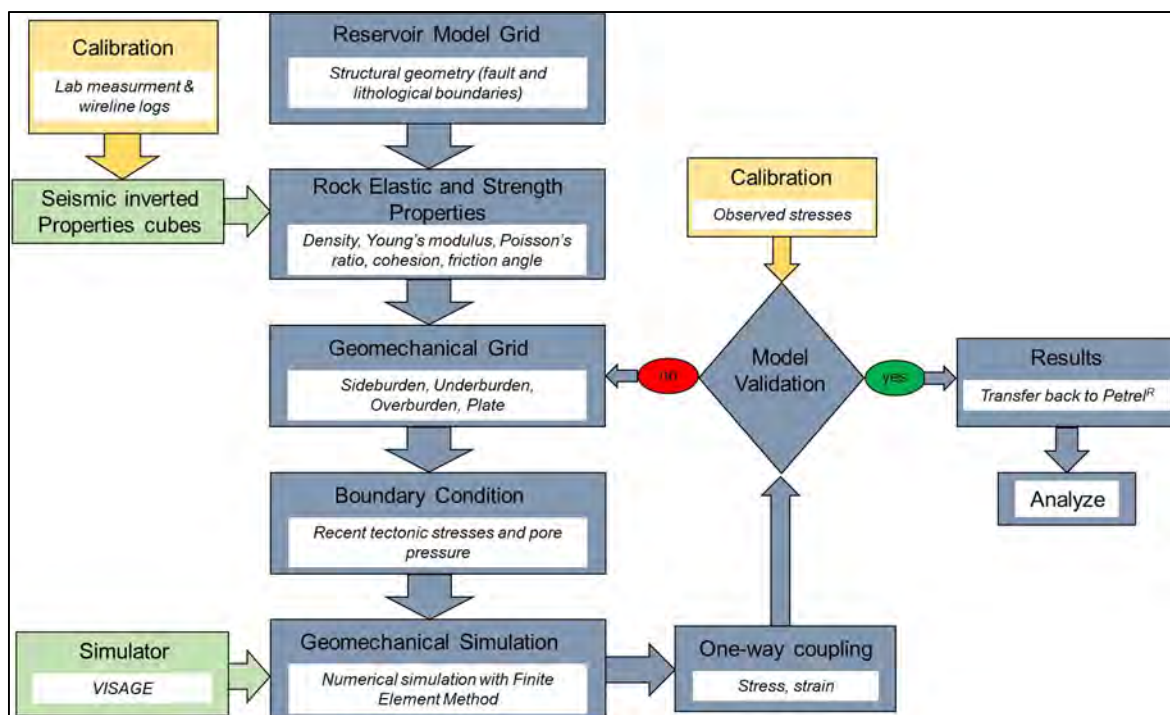 Calibration
Lab measurment &
wireline logs
Seismic inverted
Properties cubes
Reservoir Model Grid
Structural geometry (fault and
lithological boundaries)
Rock Elastic and Strength
Properties
Density, Young's modulus, Poisson's
ratio, cohesion, friction angle
Geomechanical Grid
Sideburden, Underburden,
Overburden, Plate
Boundary Condition
Recent tectonic stresses and pore
pressure
Simulator
VISAGE
Geomechanical Simulation
Numerical simulation with Finite
Element Method
One-way coupling
Stress, strain
Calibration
Observed stresses
Model
Validation
no
yes
Results
Transfer back to Petrel^R
Analyze